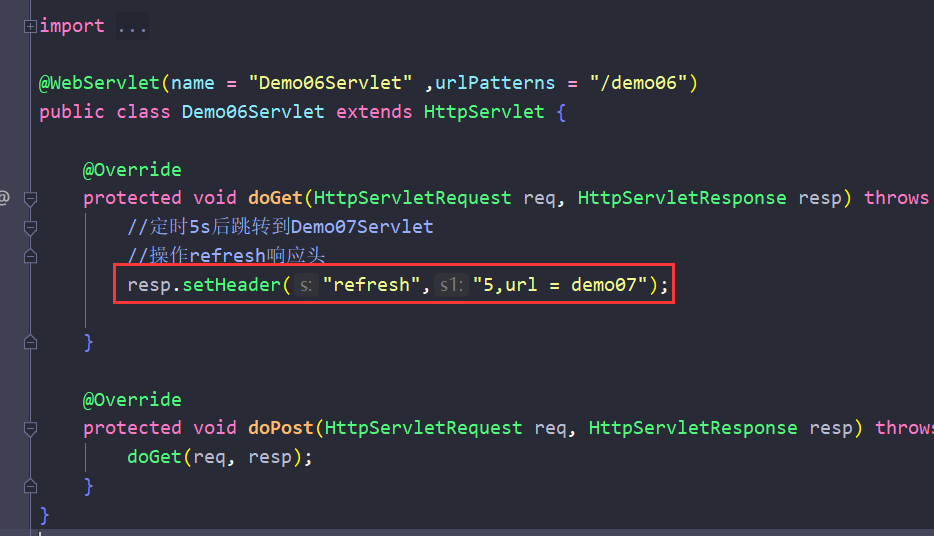 import ...
@WebServlet(name = "Demo06Servlet" ,urlPatterns = "/demo06")
public class Demo06Servlet extends HttpServlet {
@Override
protected void doGet(HttpServletRequest req, HttpServletResponse resp) throws
//定时5s后跳转到Demo07Servlet
//操作refresh响应头
resp.setHeader( s: "refresh", s1: "5,url = demo07");
}
@Override
protected void doPost(HttpServletRequest req, HttpServletResponse resp) throws
doGet(req, resp);
}
}